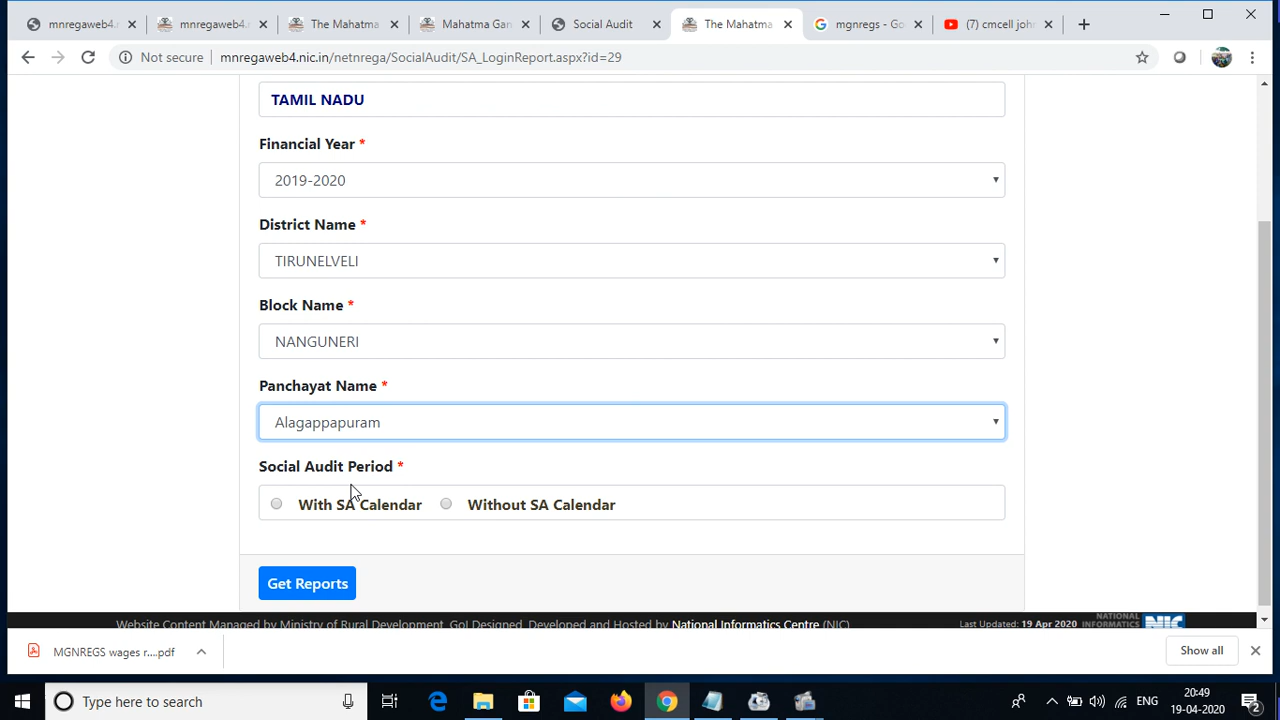 mnregaweb4.
mnregaweb4.
The Mahatma
Mahatma Gan
Social Audit
The Mahatma
mgnregs - Go
(7) cmcell joh
Not secure
mnregaweb4.nic.in/netnrega/SocialAudit/SA_LoginReport.aspx?id=29
TAMIL NADU
Financial Year *
2019-2020
District Name *
TIRUNELVELI
Block Name *
NANGUNERI
Panchayat Name *
Alagappapuram
Social Audit Period *
With SA Calendar Without SA Calendar
Get Reports
Website Content Managed by Ministry of Rural Development, GoI Designed, Developed and Hosted by National Informatics Centre (NIC)
Last Updated: 19 Apr 2020
NATIONAL
INFORMATICS
NIC
MGNREGS wages r....pdf
Show all
Type here to search
ENG
20:49
19-04-2020
2